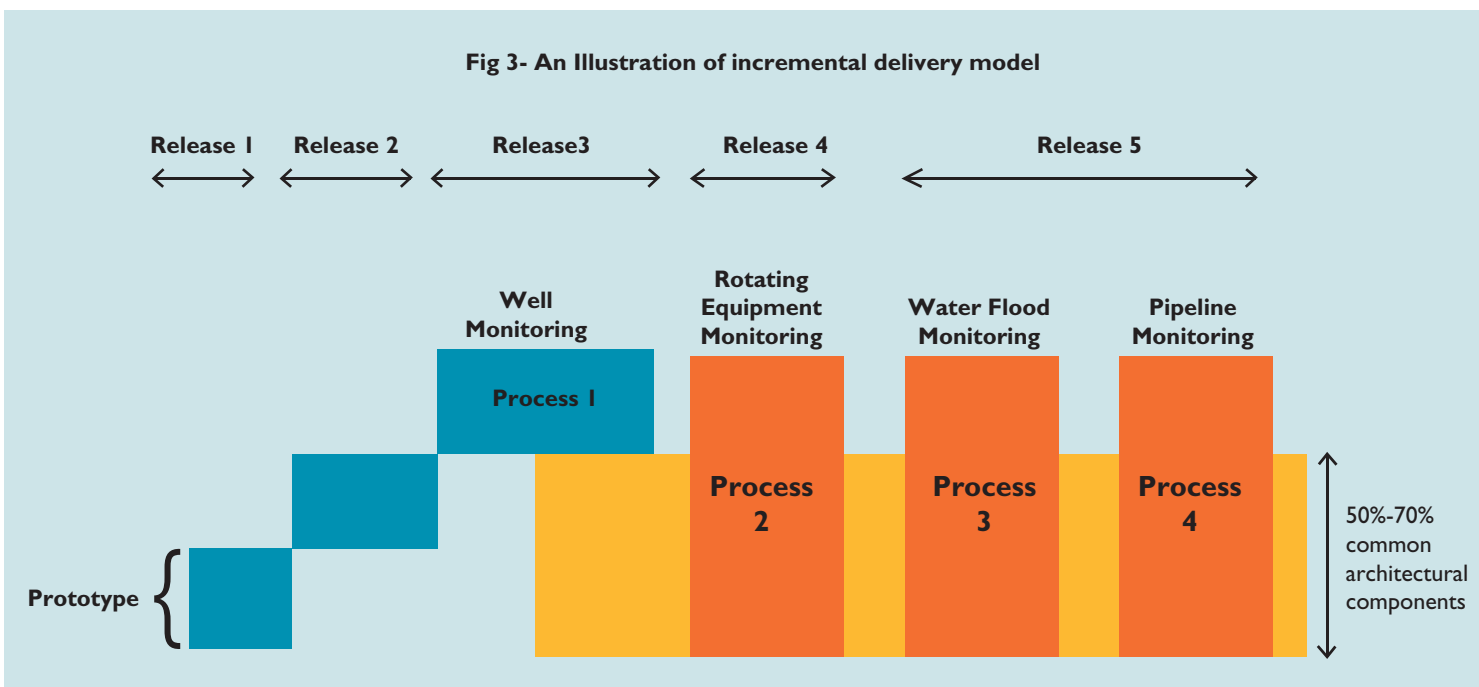 Fig 3- An Illustration of incremental delivery model
Release 1
Release 2
Release3
Release 4
Release 5
Well
Monitoring
Rotating
Equipment
Monitoring
Water Flood
Monitoring
Pipeline
Monitoring
Process 1
Process
2
Process
3
Process
4
50%-70%
common
architectural
components
Prototype